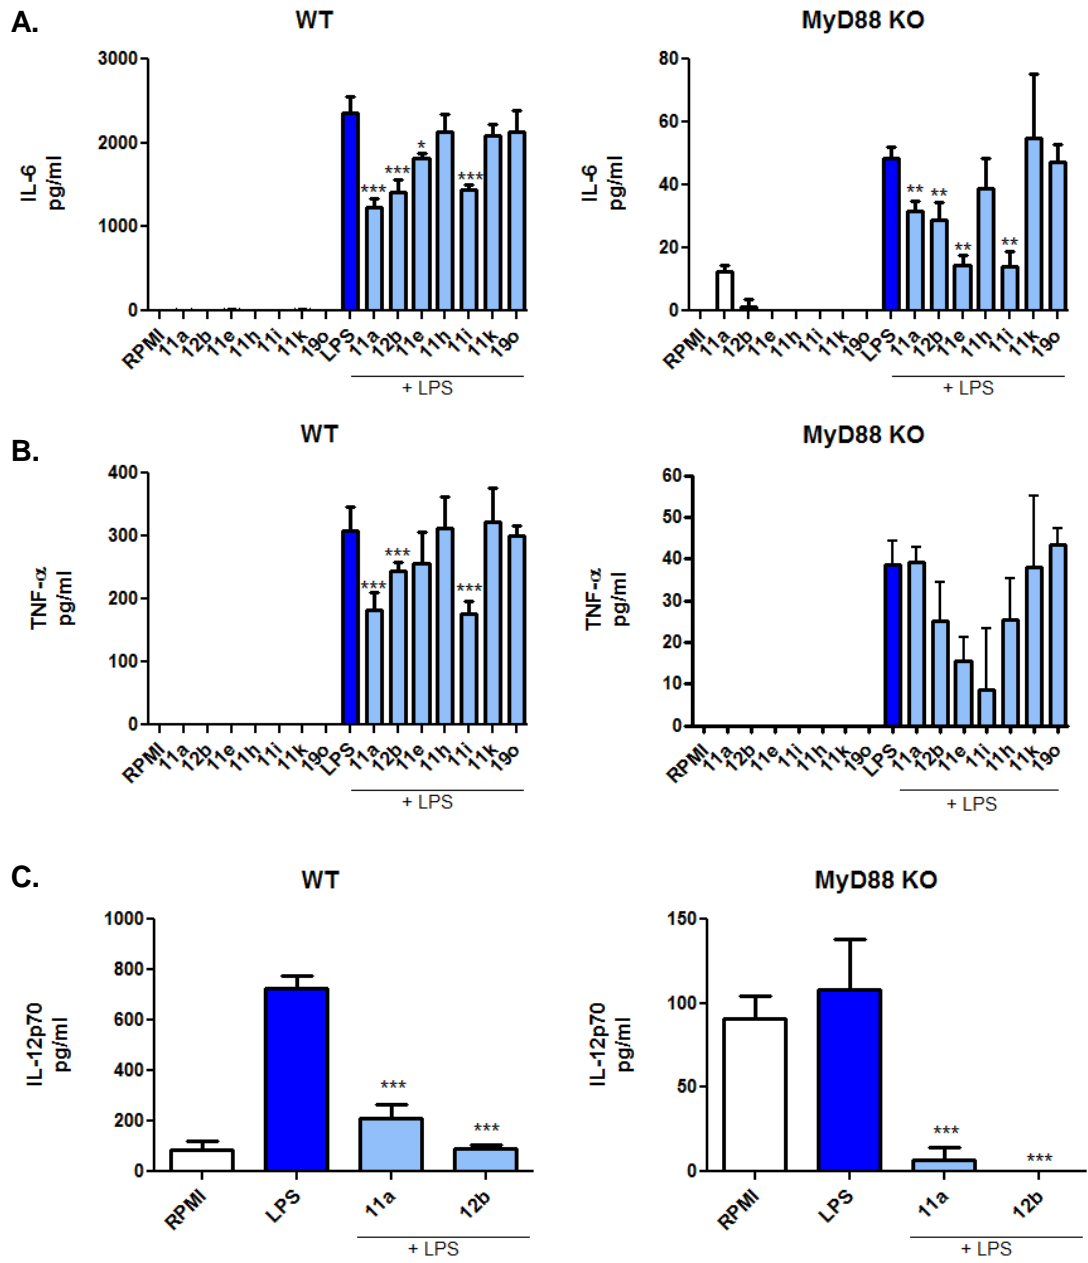 A.
WT
IL-6
pg/ml
3000
2000
1000
0
*** *** * ***
RPMI 11a 12b 11e 11h 11i 11k 19o LPS 11a 12b 11e 11h 11i 11k 19o
+ LPS
MyD88 KO
IL-6
pg/ml
80
60
40
20
0
** ** ** **
RPMI 11a 12b 11e 11h 11i 11k 19o LPS 11a 12b 11e 11h 11i 11k 19o
+ LPS
B.
WT
TNF-α
pg/ml
400
300
200
100
0
*** *** ***
RPMI 11a 12b 11e 11h 11i 11k 19o LPS 11a 12b 11e 11h 11i 11k 19o
+ LPS
MyD88 KO
TNF-α
pg/ml
60
50
40
30
20
10
0
RPMI 11a 12b 11e 11i 11h 11k 19o LPS 11a 12b 11e 11i 11h 11k 19o
+ LPS
C.
WT
IL-12p70
pg/ml
1000
800
600
400
200
0
*** ***
RPMI LPS 11a 12b
+ LPS
MyD88 KO
IL-12p70
pg/ml
150
100
50
0
*** ***
RPMI LPS 11a 12b
+ LPS